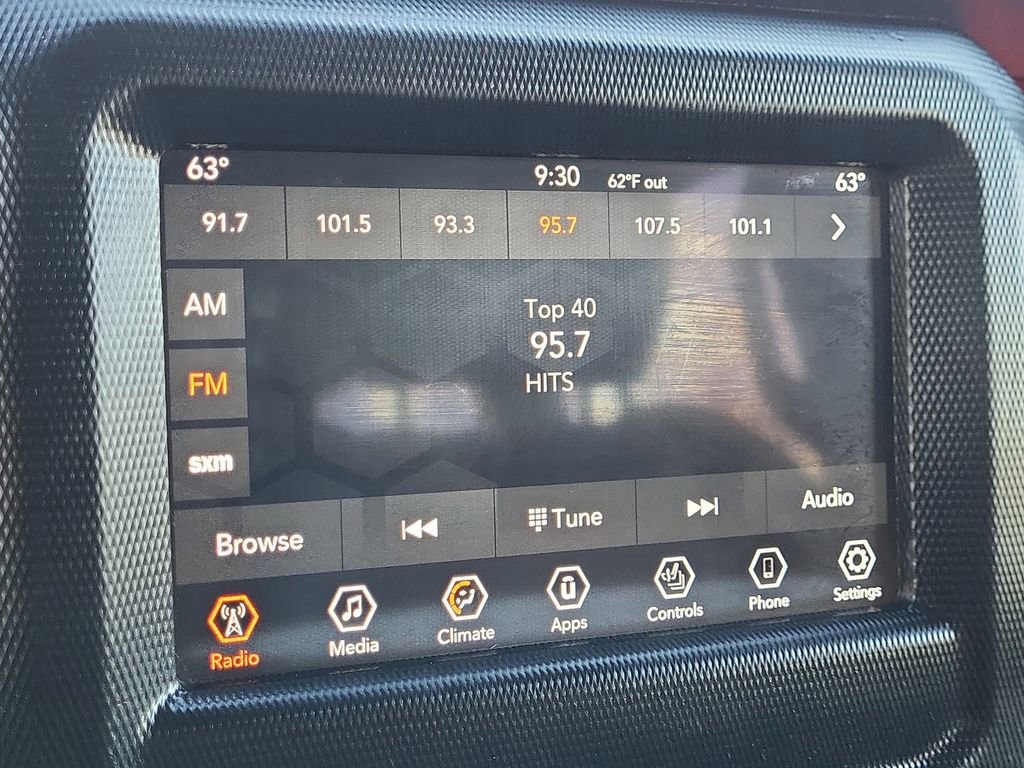 63° 9:30 62°F out 63°
91.7 101.5 93.3 95.7 107.5 101.1
AM
FM
sxm
Top 40
95.7
HITS
Browse Tune Audio
Radio Media Climate Apps Controls Phone Settings